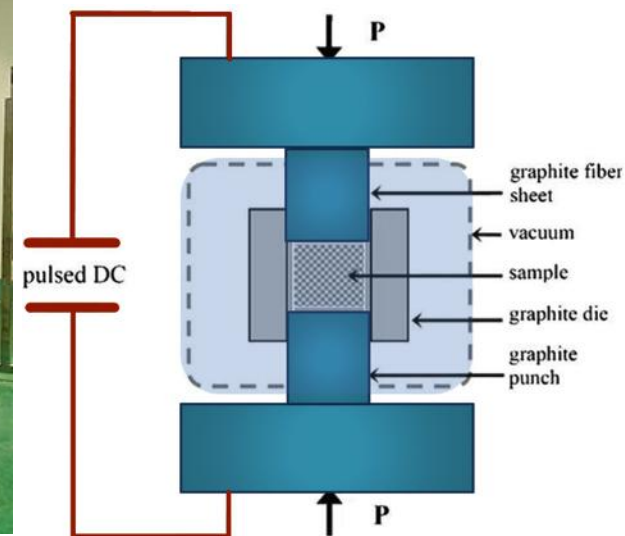 P
graphite fiber
sheet
vacuum
pulsed DC
sample
graphite die
graphite
punch
P